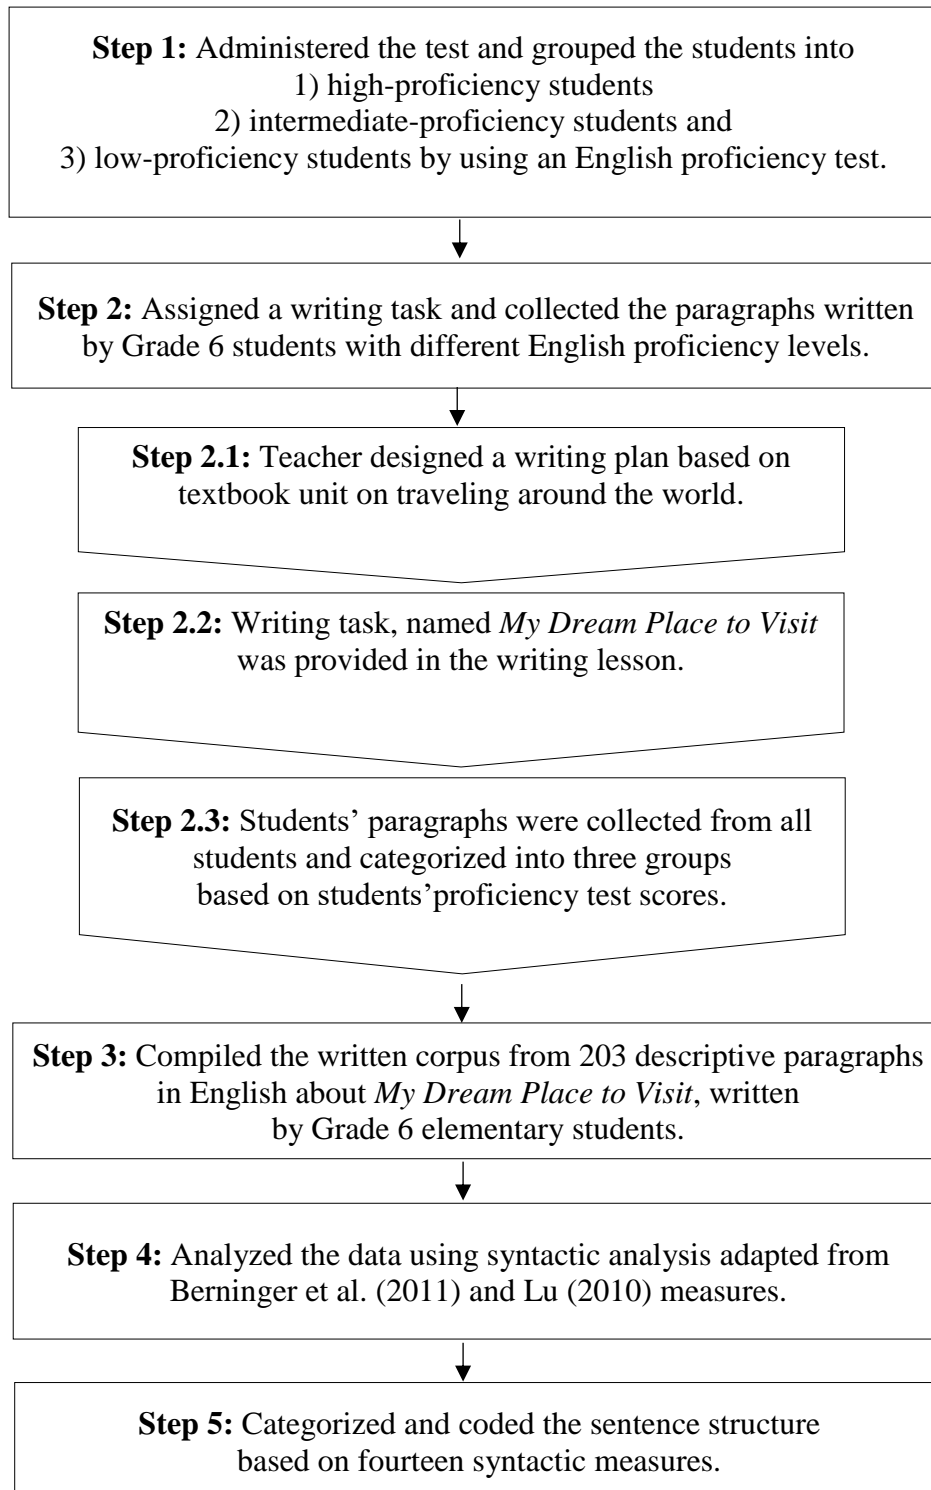 Step 1: Administered the test and grouped the students into
1) high-proficiency students
2) intermediate-proficiency students and
3) low-proficiency students by using an English proficiency test.
Step 2: Assigned a writing task and collected the paragraphs written
by Grade 6 students with different English proficiency levels.
Step 2.1: Teacher designed a writing plan based on
textbook unit on traveling around the world.
Step 2.2: Writing task, named My Dream Place to Visit
was provided in the writing lesson.
Step 2.3: Students’ paragraphs were collected from all
students and categorized into three groups
based on students’proficiency test scores.
Step 3: Compiled the written corpus from 203 descriptive paragraphs
in English about My Dream Place to Visit, written
by Grade 6 elementary students.
Step 4: Analyzed the data using syntactic analysis adapted from
Berninger et al. (2011) and Lu (2010) measures.
Step 5: Categorized and coded the sentence structure
based on fourteen syntactic measures.